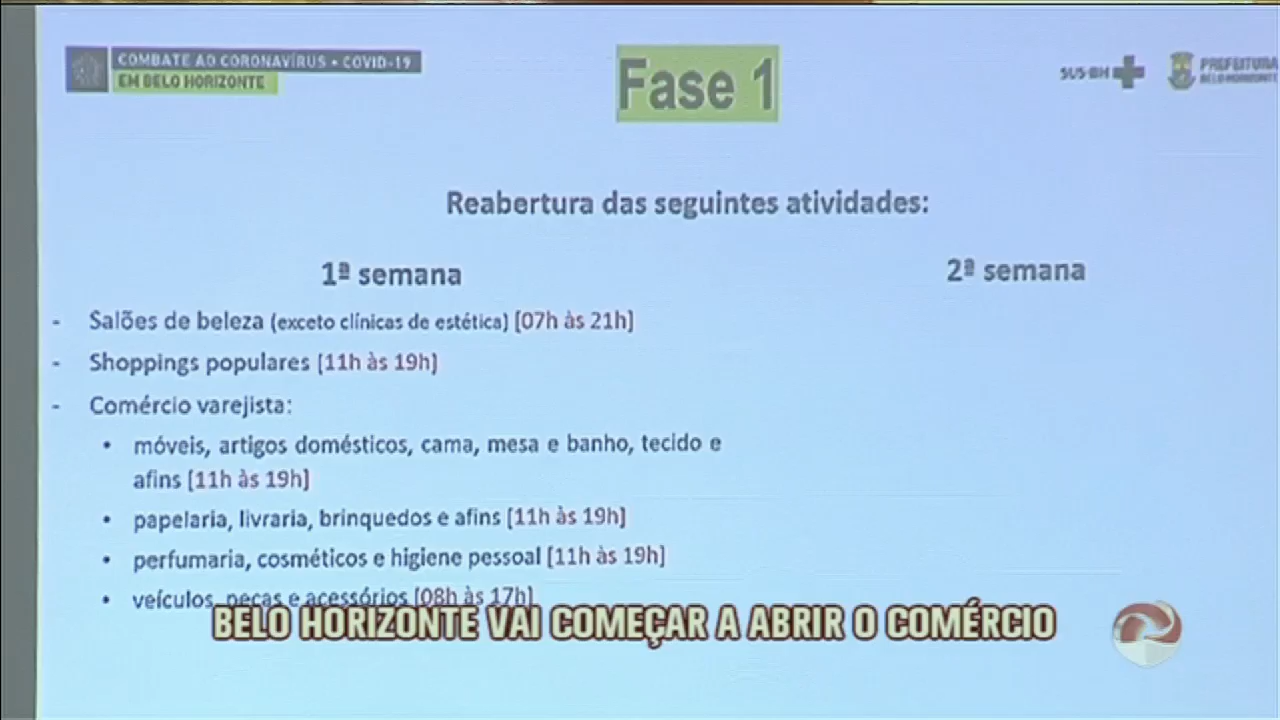 COMBATE AO CORONAVÍRUS • COVID-19
EM BELO HORIZONTE
Fase 1
SUS-BH
PREFEITURA
BELO HORIZONTE
Reabertura das seguintes atividades:
1ª semana
2ª semana
- Salões de beleza (exceto clínicas de estética) [07h às 21h]
- Shoppings populares [11h às 19h]
- Comércio varejista:
• móveis, artigos domésticos, cama, mesa e banho, tecido e
afins [11h às 19h]
• papelaria, livraria, brinquedos e afins [11h às 19h]
• perfumaria, cosméticos e higiene pessoal [11h às 19h]
• veículos, peças e acessórios [08h às 17h]
BELO HORIZONTE VAI COMEÇAR A ABRIR O COMÉRCIO